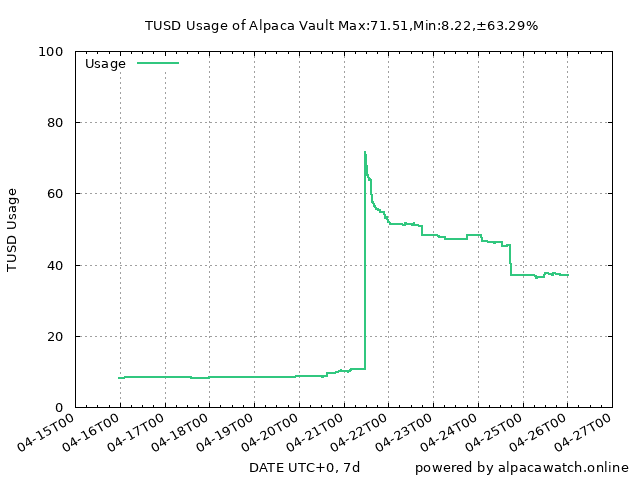 TUSD Usage of Alpaca Vault Max:71.51,Min:8.22,±63.29%
Usage
100
80
60
40
20
0
TUSD Usage
04-15T00
04-16T00
04-17T00
04-18T00
04-19T00
04-20T00
04-21T00
04-22T00
04-23T00
04-24T00
04-25T00
04-26T00
04-27T00
DATE UTC+0, 7d
powered by alpacawatch.online